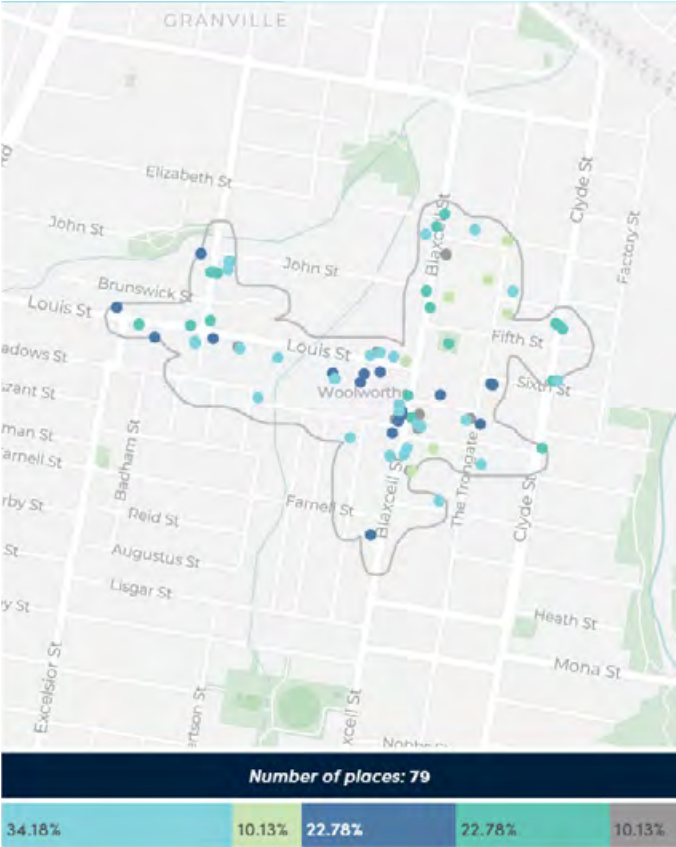 GRANVILLE
Elizabeth St
Clyde St
John St
Blaxcell St
Factory St
John St
Brunswick St
Louis St
Fifth St
Louis St
adows St
Sixth St
Woolworths
zant St
man St
arnell St
Badham St
The Trongate
rby St
Farnell St
Blaxcell St
Clyde St
Reid St
St
Augustus St
Lisgar St
y St
Heath St
Excelsior St
Mona St
ertson St
xcell St
Number of places: 79
34.18%
10.13%
22.78%
22.78%
10.13%